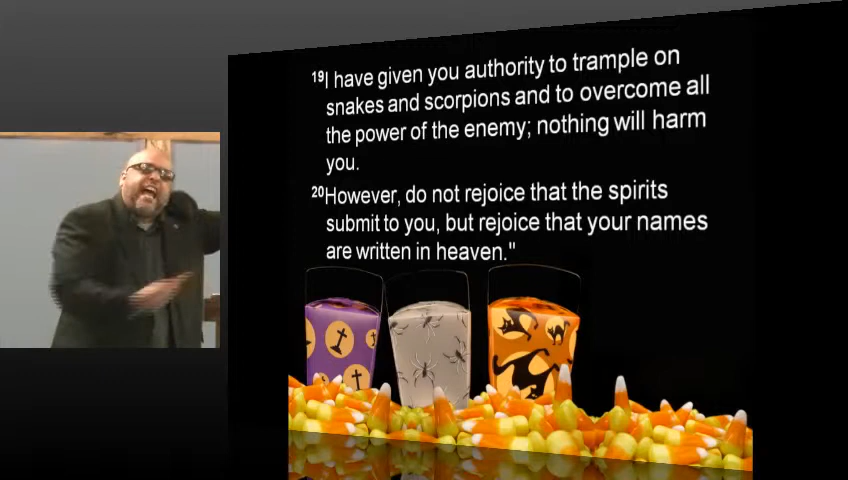 19I have given you authority to trample on
snakes and scorpions and to overcome all
the power of the enemy; nothing will harm
you.
20However, do not rejoice that the spirits
submit to you, but rejoice that your names
are written in heaven."